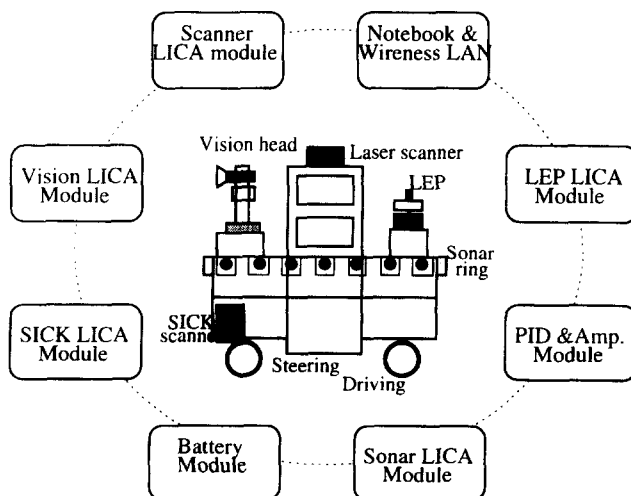 Scanner
LICA module
Notebook &
Wireness LAN
Vision head
Laser scanner
LEP
Vision LICA
Module
LEP LICA
Module
Sonar
ring
SICK LICA
Module
SICK
scanne
PID &Amp.
Module
Steering
Driving
Battery
Module
Sonar LICA
Module